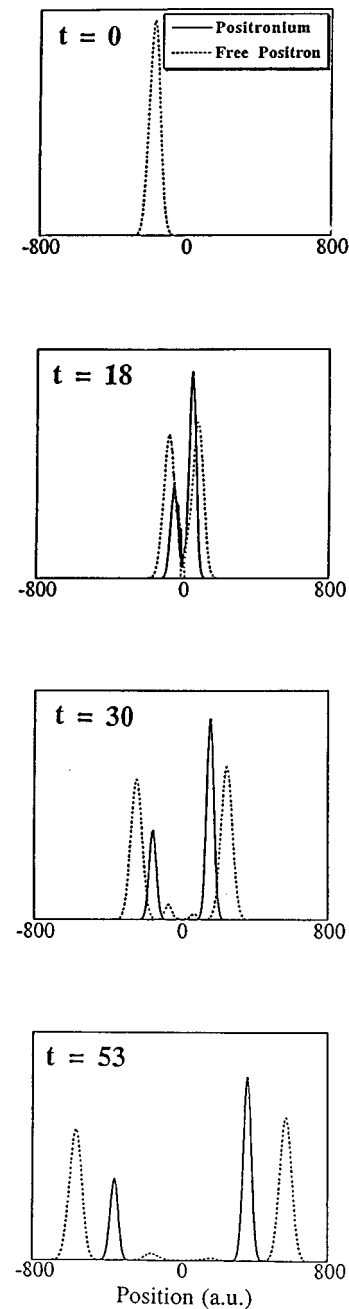 t = 0
Positronium
Free Positron
-800 0 800
t = 18
-800 0 800
t = 30
-800 0 800
t = 53
-800 0 800
Position (a.u.)